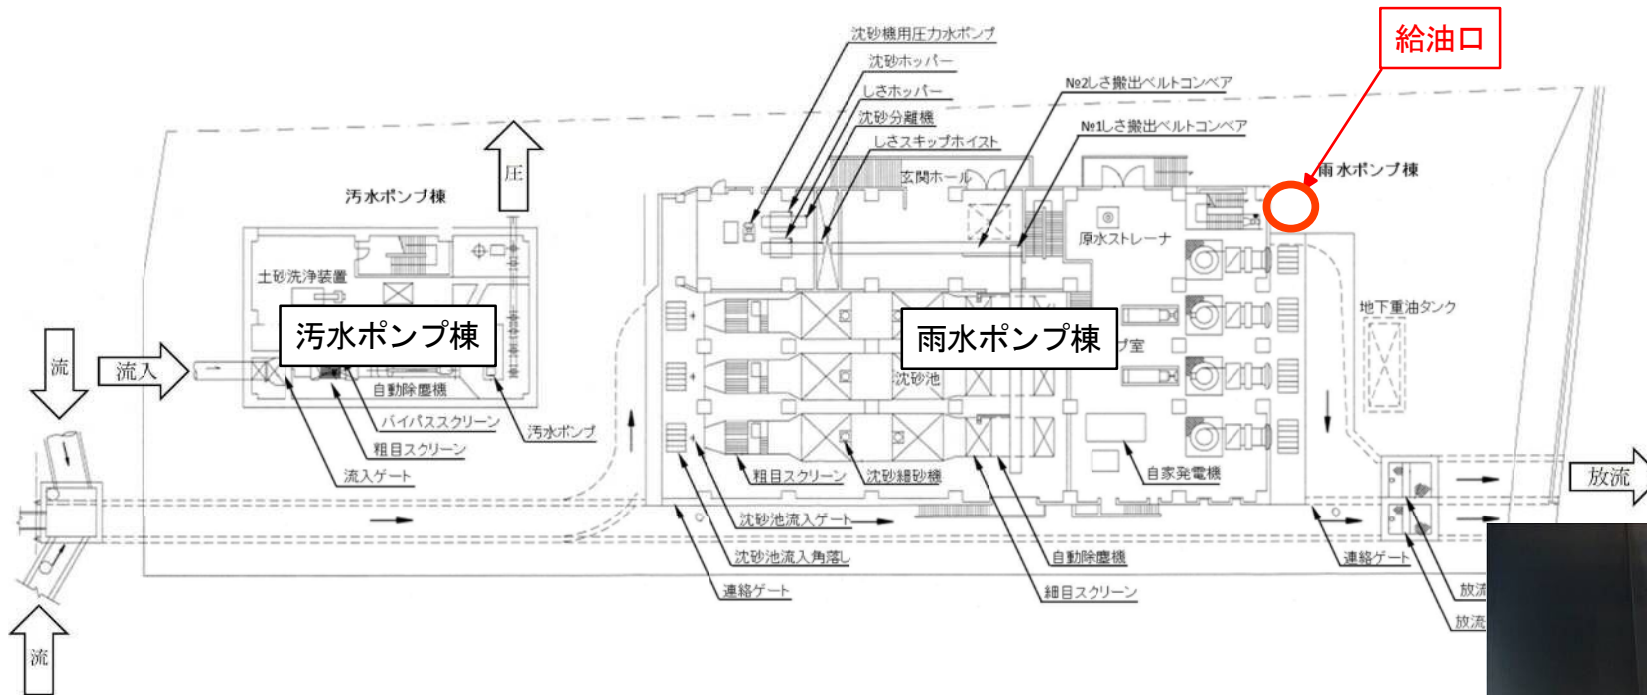 給油口
沈砂機用圧力水ポンプ
沈砂ホッパー
しさホッパー
沈砂分離機
しさスキップホイスト
№2しさ搬出ベルトコンベア
№1しさ搬出ベルトコンベア
玄関ホール
雨水ポンプ棟
圧
汚水ポンプ棟
原水ストレーナ
土砂洗浄装置
地下重油タンク
汚水ポンプ棟
雨水ポンプ棟
室
流
流入
自動除塵機
沈砂池
バイパススクリーン
汚水ポンプ
粗目スクリーン
流入ゲート
粗目スクリーン
沈砂細砂機
自家発電機
放流
沈砂池流入ゲート
沈砂池流入角落し
自動除塵機
連絡ゲート
連絡ゲート
細目スクリーン
放流
放流
流